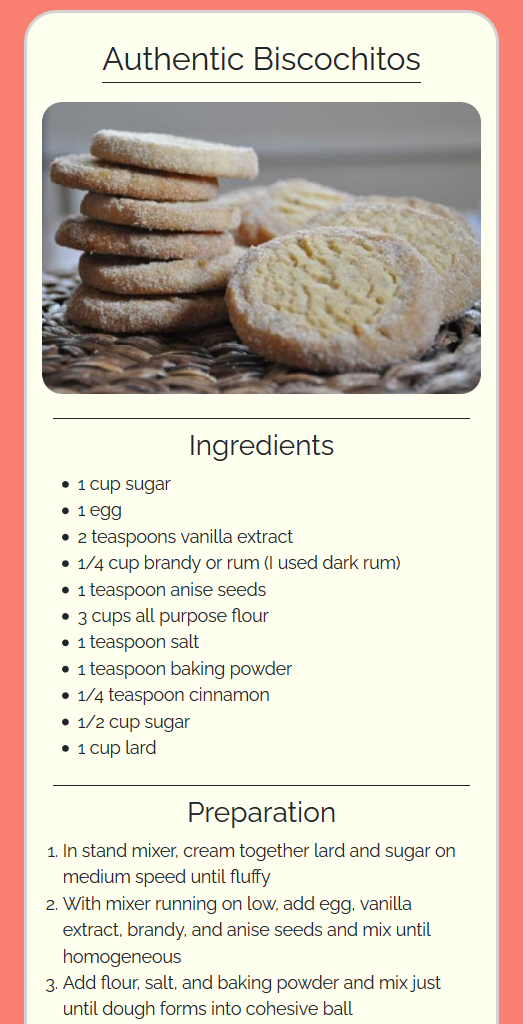 Authentic Biscochitos
Ingredients
• 1 cup sugar
• 1 egg
• 2 teaspoons vanilla extract
• 1/4 cup brandy or rum (I used dark rum)
• 1 teaspoon anise seeds
• 3 cups all purpose flour
• 1 teaspoon salt
• 1 teaspoon baking powder
• 1/4 teaspoon cinnamon
• 1/2 cup sugar
• 1 cup lard
Preparation
1. In stand mixer, cream together lard and sugar on
medium speed until fluffy
2. With mixer running on low, add egg, vanilla
extract, brandy, and anise seeds and mix until
homogeneous
3. Add flour, salt, and baking powder and mix just
until dough forms into cohesive ball